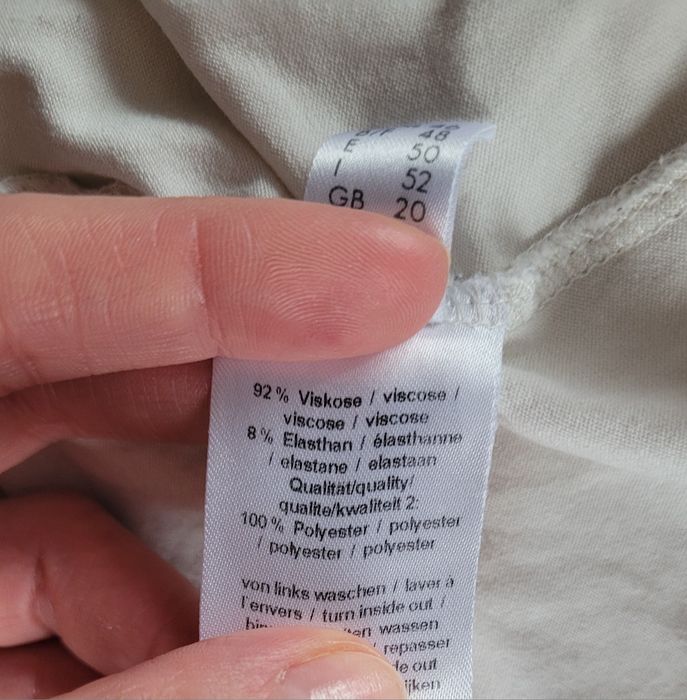 48
E 50
I 52
GB 20
92% Viskose / viscose /
viscose / viscose
8% Elasthan / élasthanne
/ elastane / elastaan
Qualität/quality/
qualite/kwaliteit 2:
100% Polyester / polyester
/ polyester / polyester
von links waschen / laver à
l'envers / turn inside out /
wassen
/ repasser
out